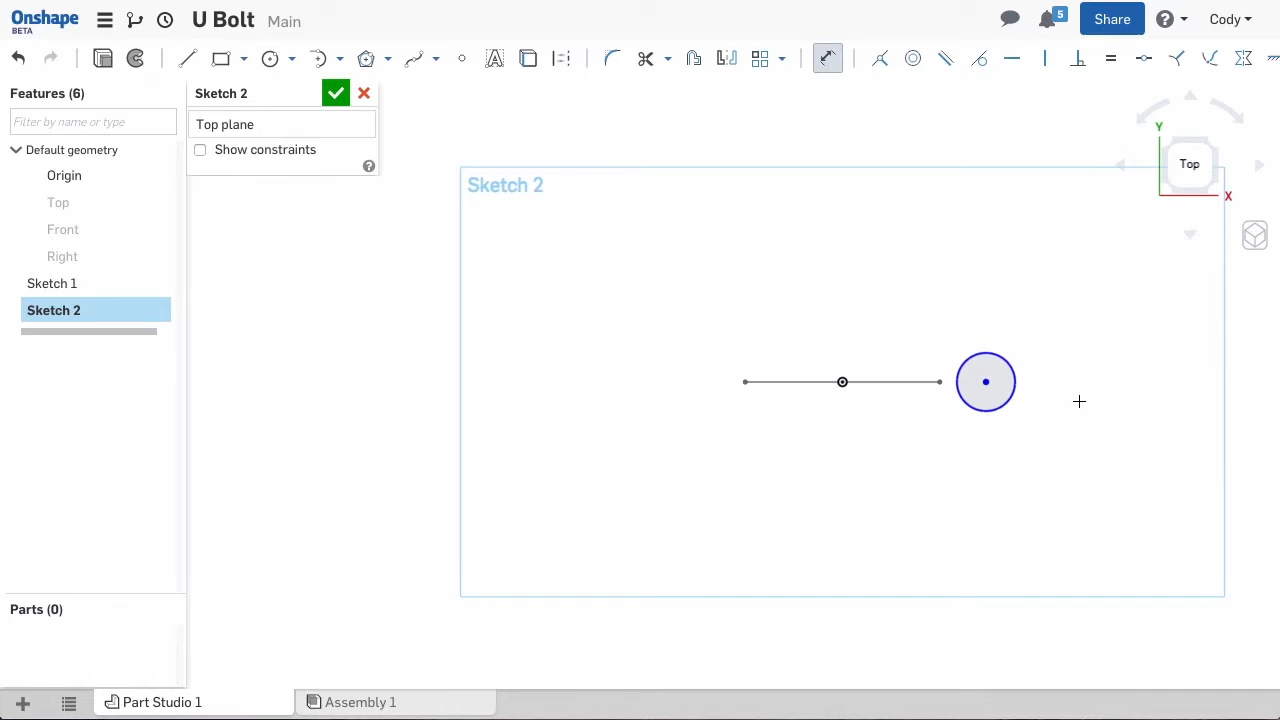 Onshape
BETA
U Bolt Main
5
Share
?
Cody
A
Features (6)
Filter by name or type
Default geometry
Origin
Top
Front
Right
Sketch 1
Sketch 2
Sketch 2
Top plane
Show constraints
?
Sketch 2
Y
Top
X
Parts (0)
Part Studio 1
Assembly 1